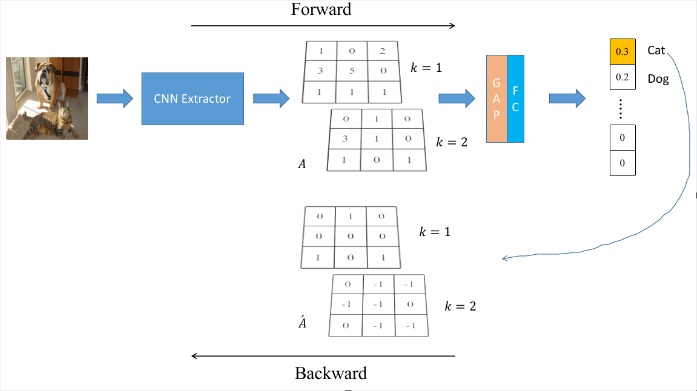 Forward
1 0 2
3 5 0
1 1 1
k = 1
0 1 0
3 1 0
1 0 1
k = 2
A
CNN Extractor
GAP
FC
0.3
Cat
0.2
Dog
0
0
0 1 0
0 0 0
1 0 1
k = 1
0 -1 -1
-1 -1 0
0 -1 -1
k = 2
Á
Backward